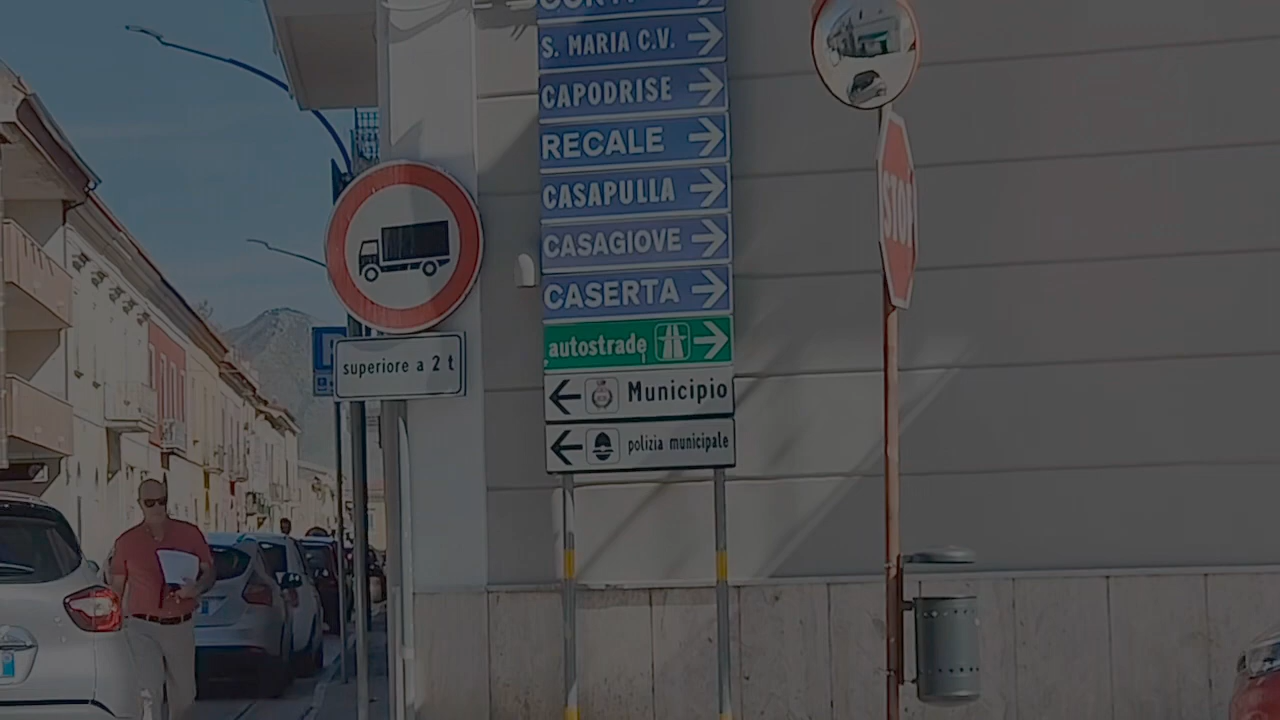 S. MARIA C.V.
CAPODRISE
RECALE
CASAPULLA
CASAGIOVE
CASERTA
autostrade
Municipio
polizia municipale
superiore a 2 t
STOP